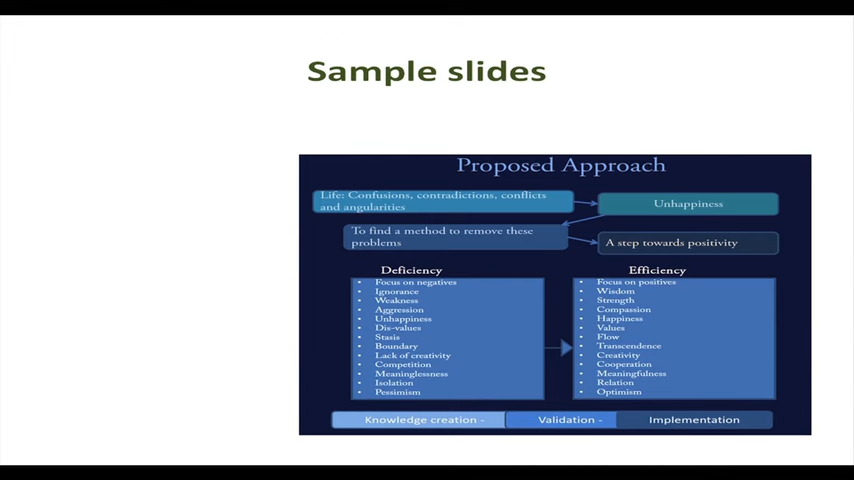 Sample slides
Proposed Approach
Life: Confusions, contradictions, conflicts
and angularities
Unhappiness
To find a method to remove these
problems
A step towards positivity
Deficiency
• Focus on negatives
• Ignorance
• Weakness
• Aggression
• Unhappiness
• Dis-values
• Stasis
• Boundary
• Lack of creativity
• Competition
• Meaninglessness
• Isolation
• Pessimism
Efficiency
• Focus on positives
• Wisdom
• Strength
• Compassion
• Happiness
• Values
• Flow
• Transcendence
• Creativity
• Cooperation
• Meaningfulness
• Relation
• Optimism
Knowledge creation -
Validation -
Implementation